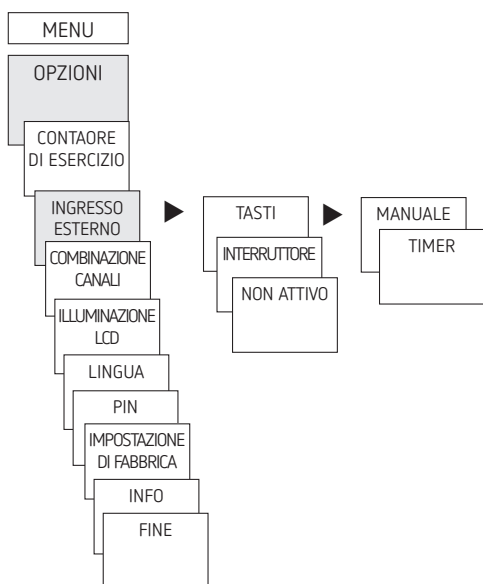 MENU
OPZIONI
CONTAORE
DI ESERCIZIO
INGRESSO
ESTERNO
COMBINAZIONE
CANALI
ILLUMINAZIONE
LCD
LINGUA
PIN
IMPOSTAZIONE
DI FABBRICA
INFO
FINE
TASTI
INTERRUTTORE
NON ATTIVO
MANUALE
TIMER